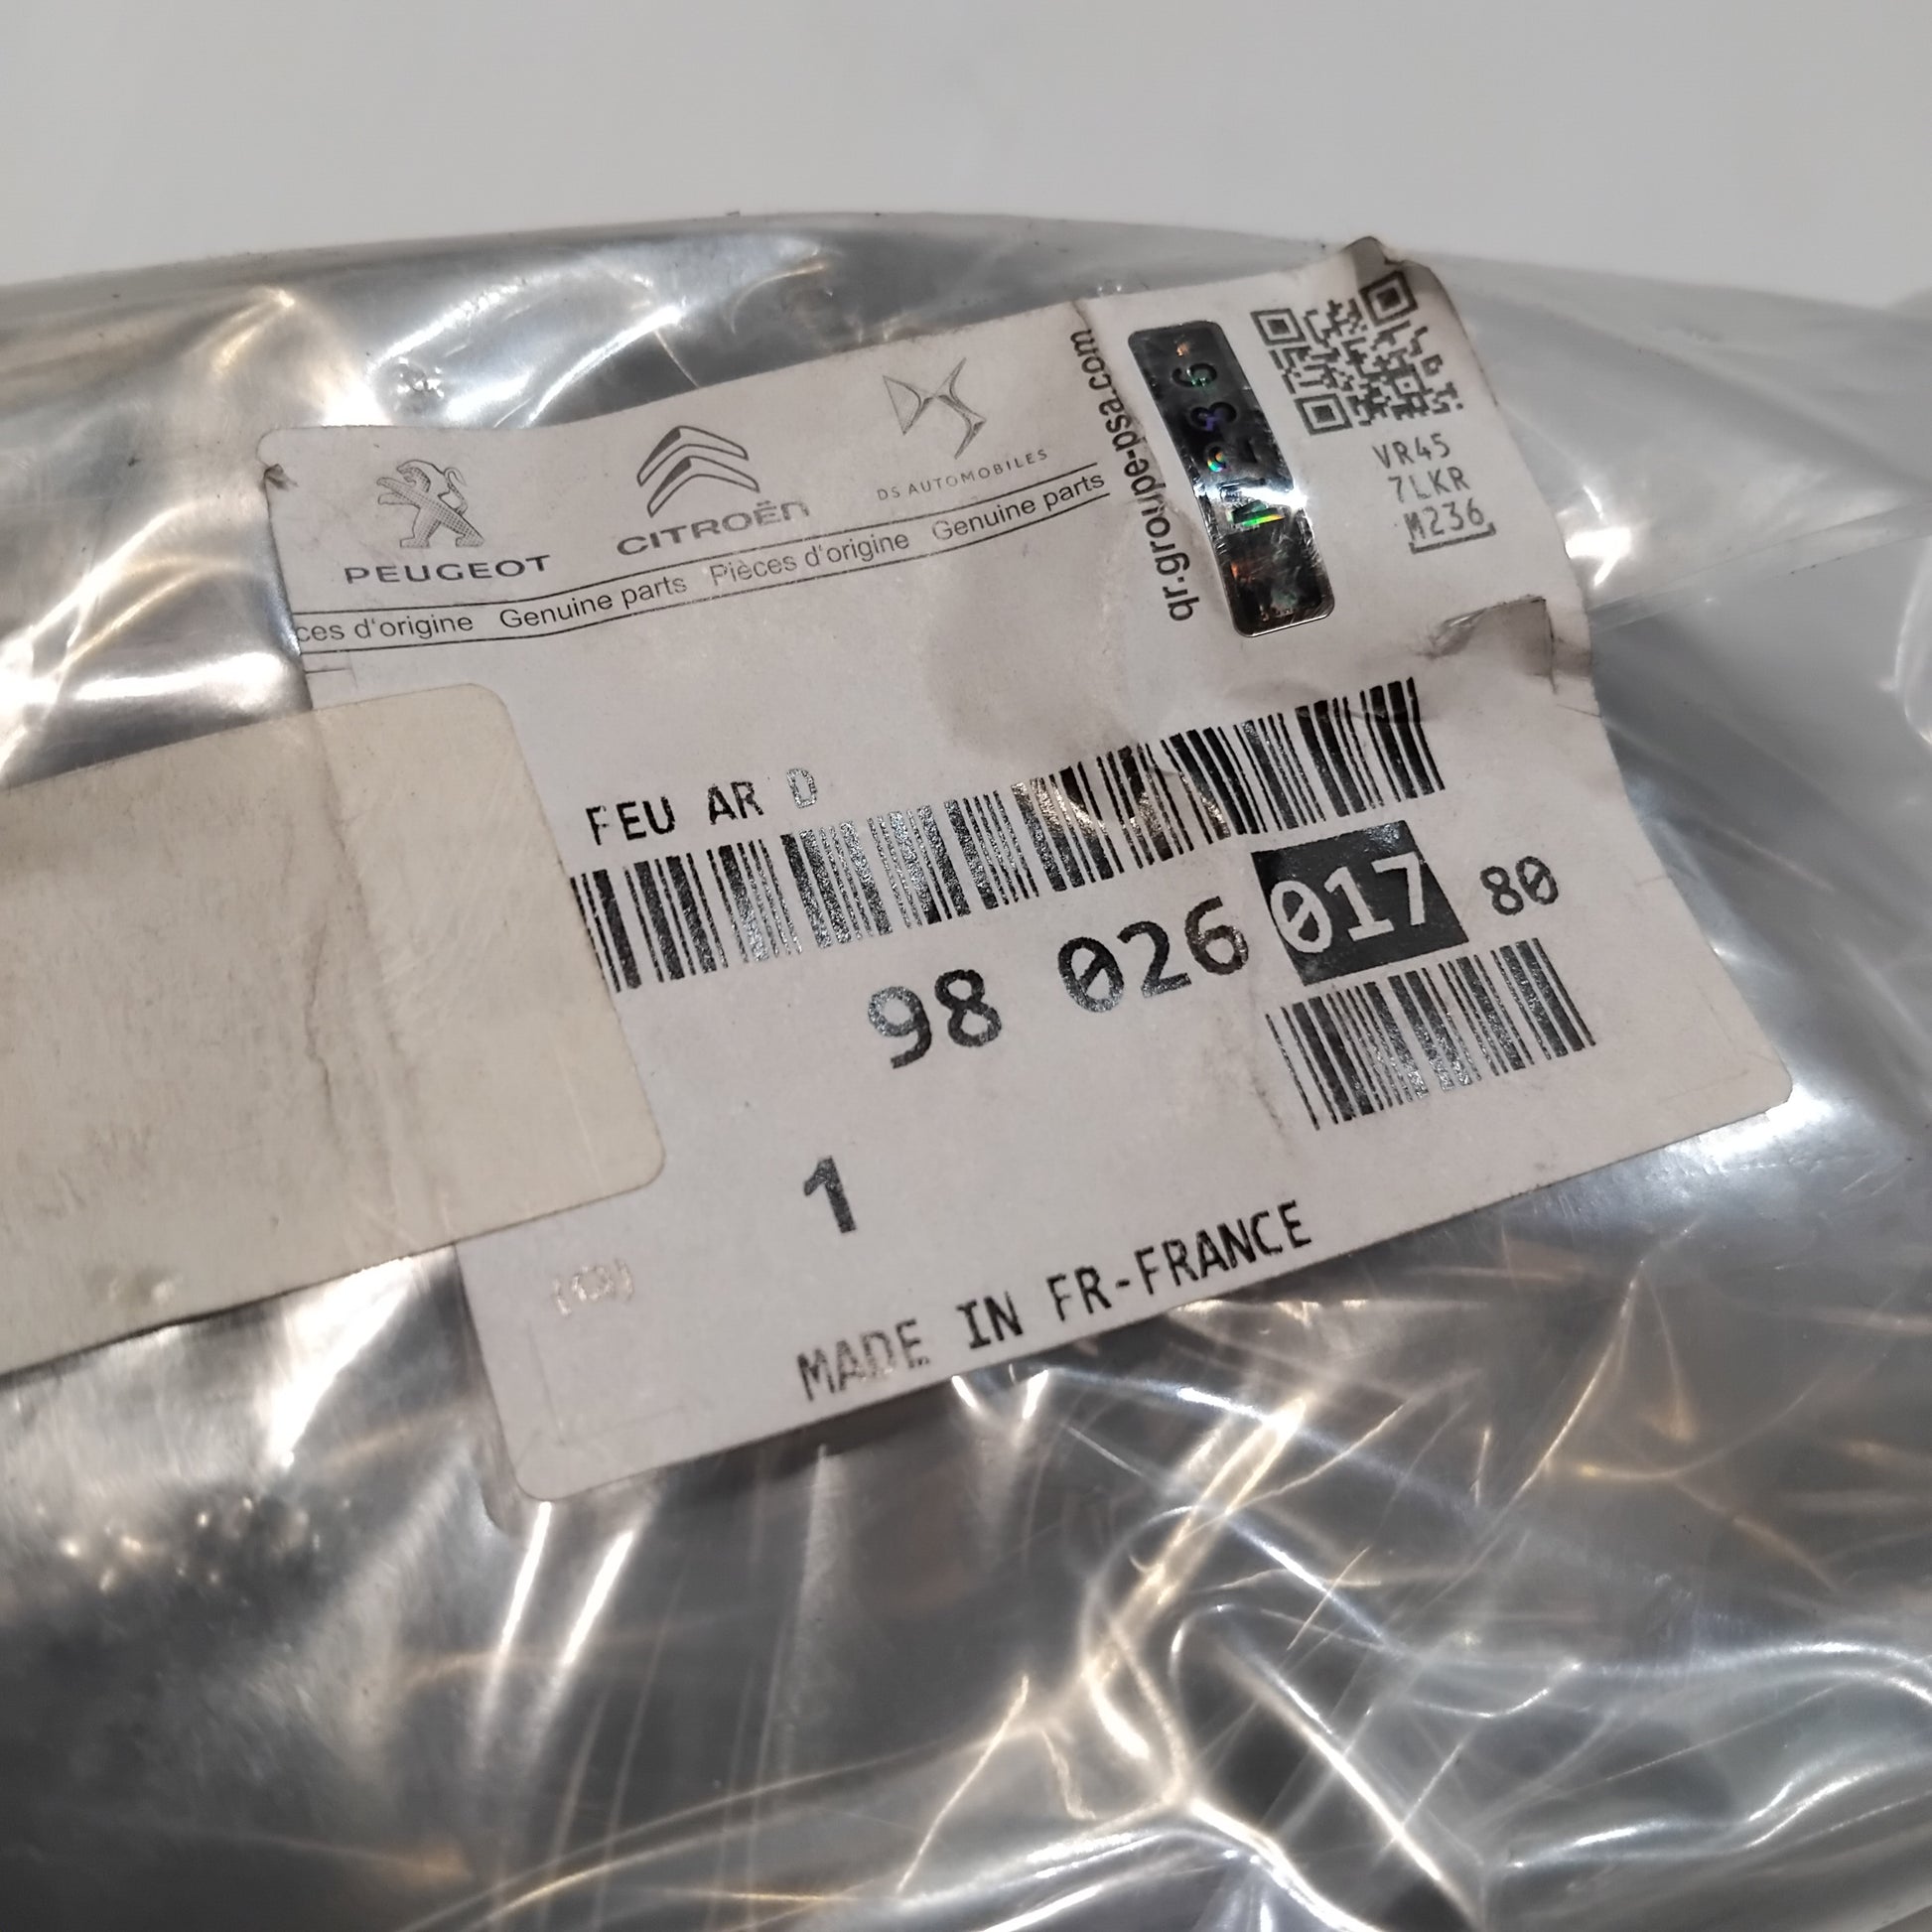 PEUGEOT
CITROËN
DS AUTOMOBILES
ces d'origine Genuine parts Pièces d'origine Genuine parts
qr.groupe-psa.com
M236
VR45
7LKR
M236
FEU AR D
98 026 017 80
1
MADE IN FR-FRANCE